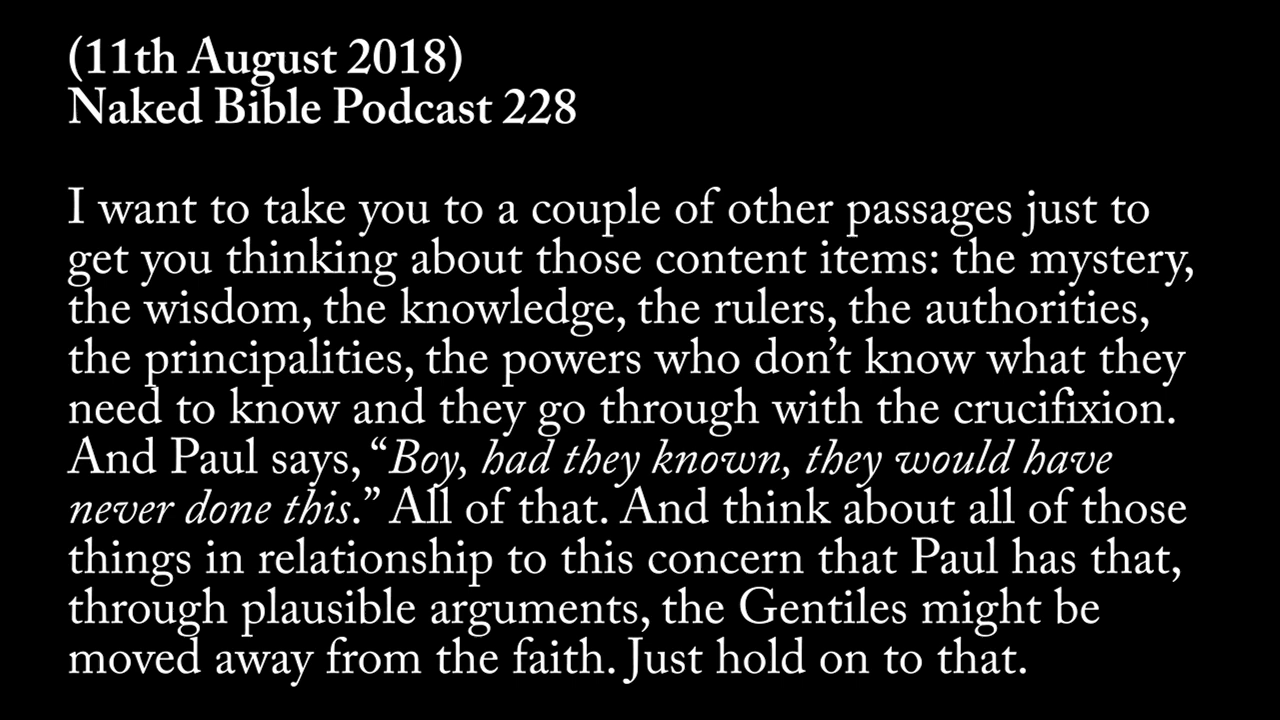 (11th August 2018)
Naked Bible Podcast 228
I want to take you to a couple of other passages just to
get you thinking about those content items: the mystery,
the wisdom, the knowledge, the rulers, the authorities,
the principalities, the powers who don’t know what they
need to know and they go through with the crucifixion.
And Paul says, “Boy, had they known, they would have
never done this.” All of that. And think about all of those
things in relationship to this concern that Paul has that,
through plausible arguments, the Gentiles might be
moved away from the faith. Just hold on to that.